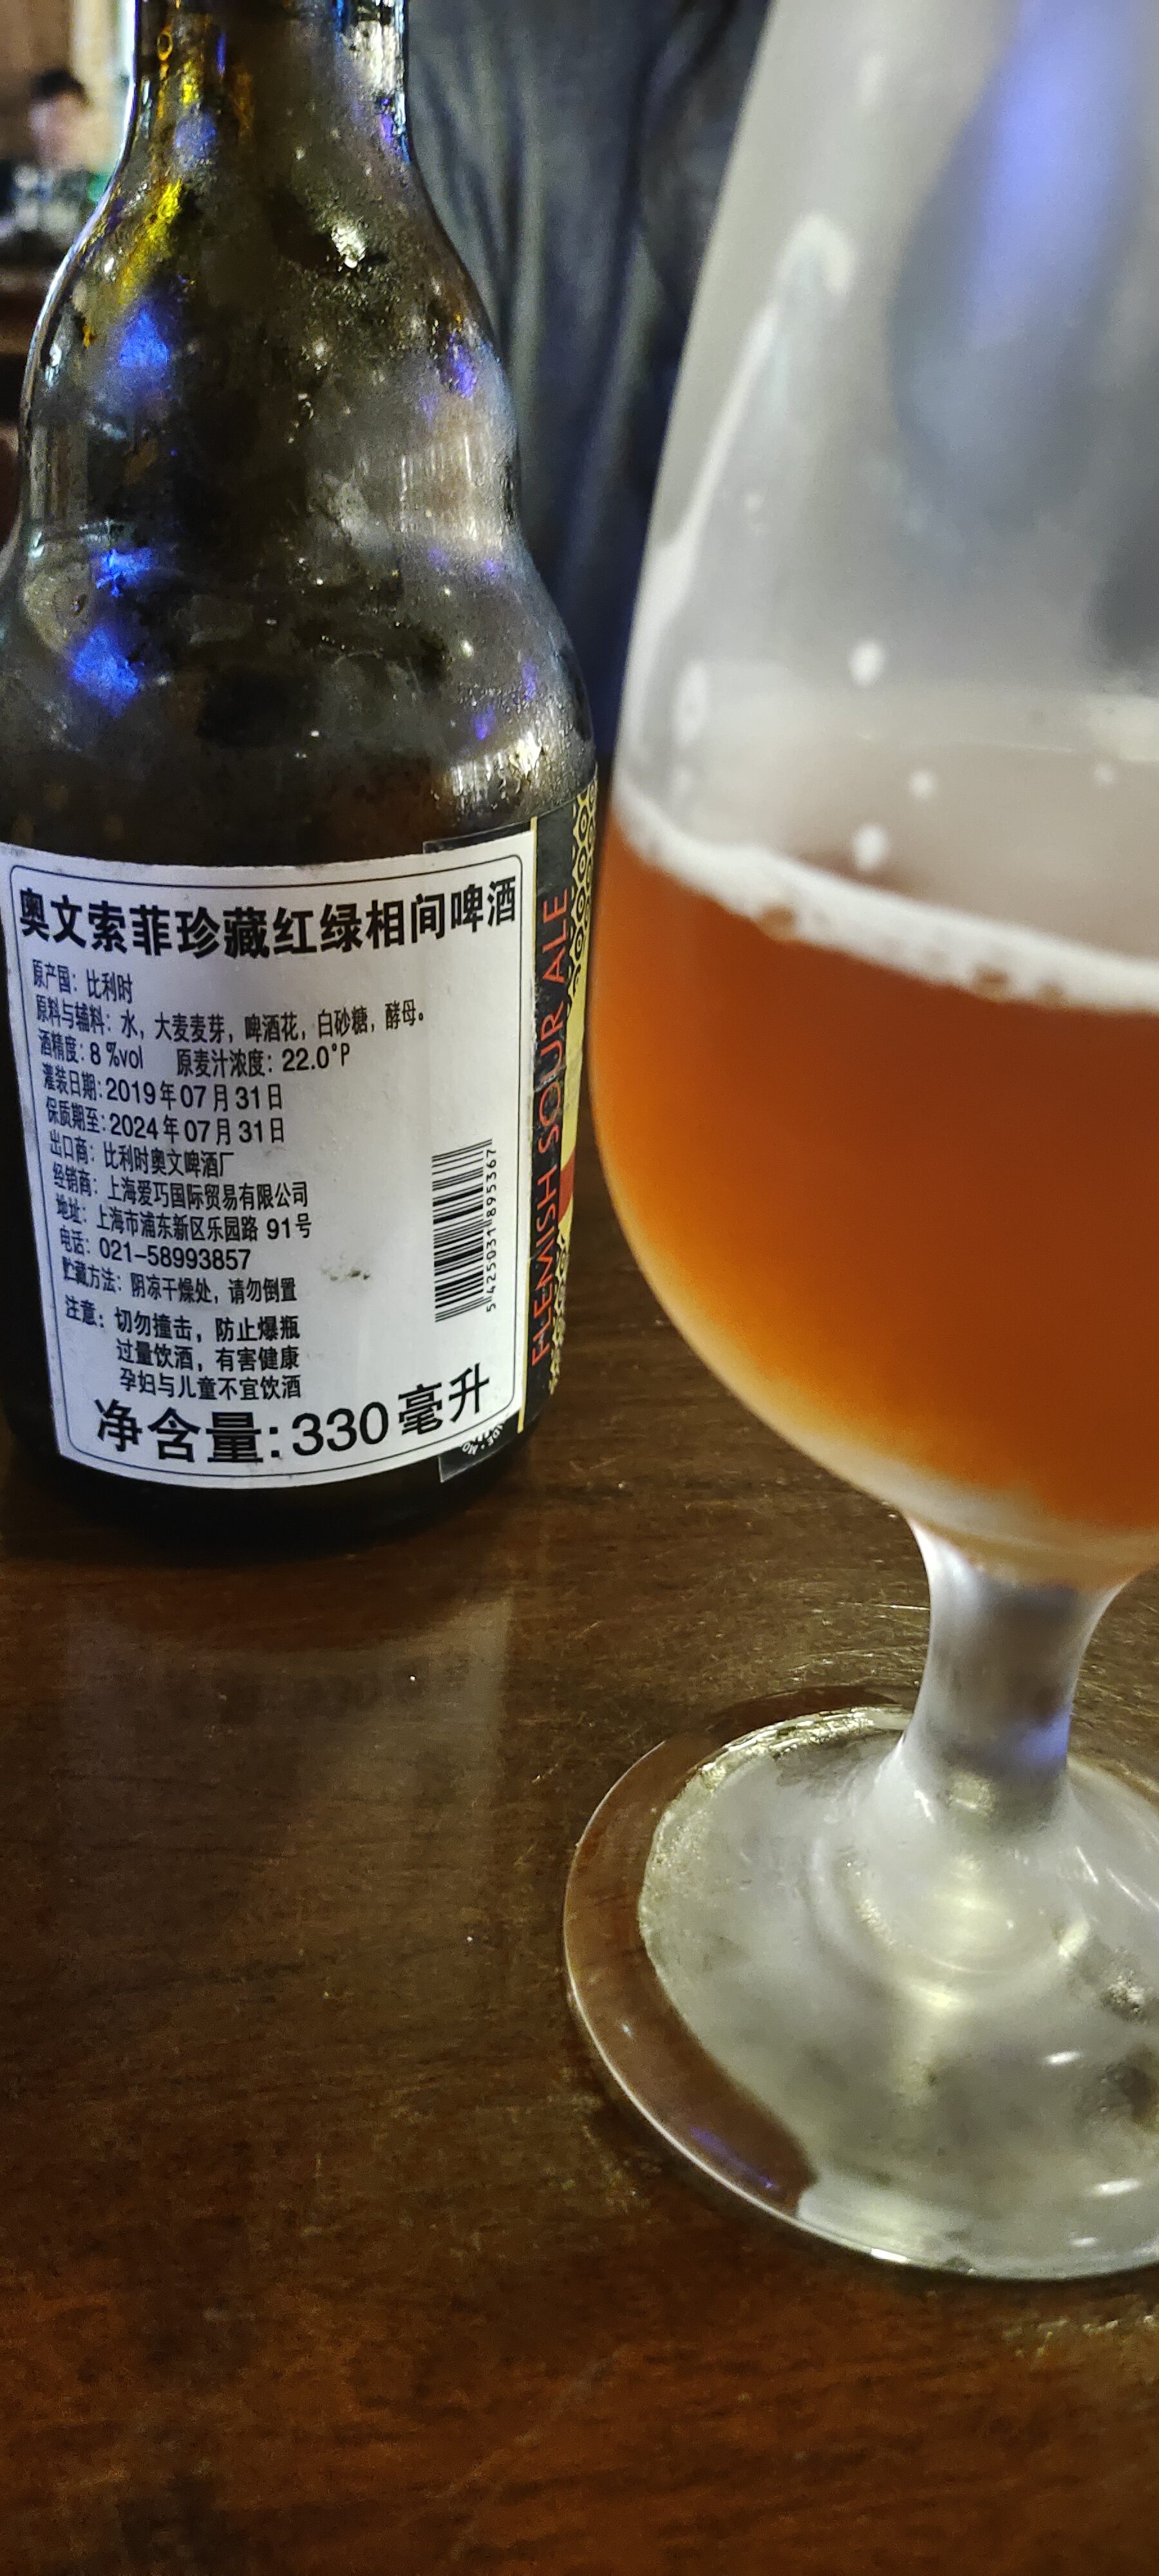 奥文索菲珍藏红绿相间啤酒
原产国：比利时
原料与辅料：水，大麦麦芽，啤酒花，白砂糖，酵母。
酒精度：8 %vol 原麦汁浓度：22.0°P
灌装日期：2019年07月31日
保质期至：2024年07月31日
出口商：比利时奥文啤酒厂
经销商：上海爱巧国际贸易有限公司
地址：上海市浦东新区乐园路 91号
电话：021-58993857
贮藏方法：阴凉干燥处，请勿倒置
注意：切勿撞击，防止爆瓶
过量饮酒，有害健康
孕妇与儿童不宜饮酒
净含量：330毫升
5 425031 895367
FLEMISH SOUR ALE